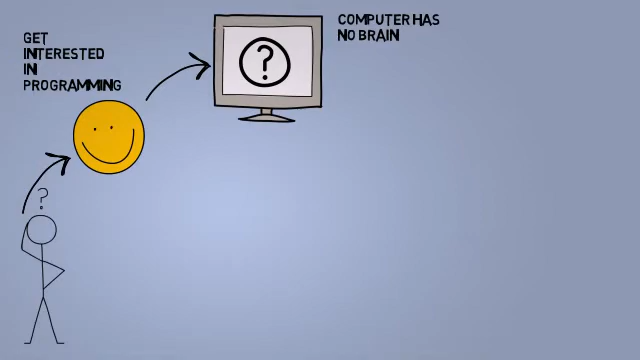 GET
INTERESTED
IN
PROGRAMMING
COMPUTER HAS
NO BRAIN
?
?